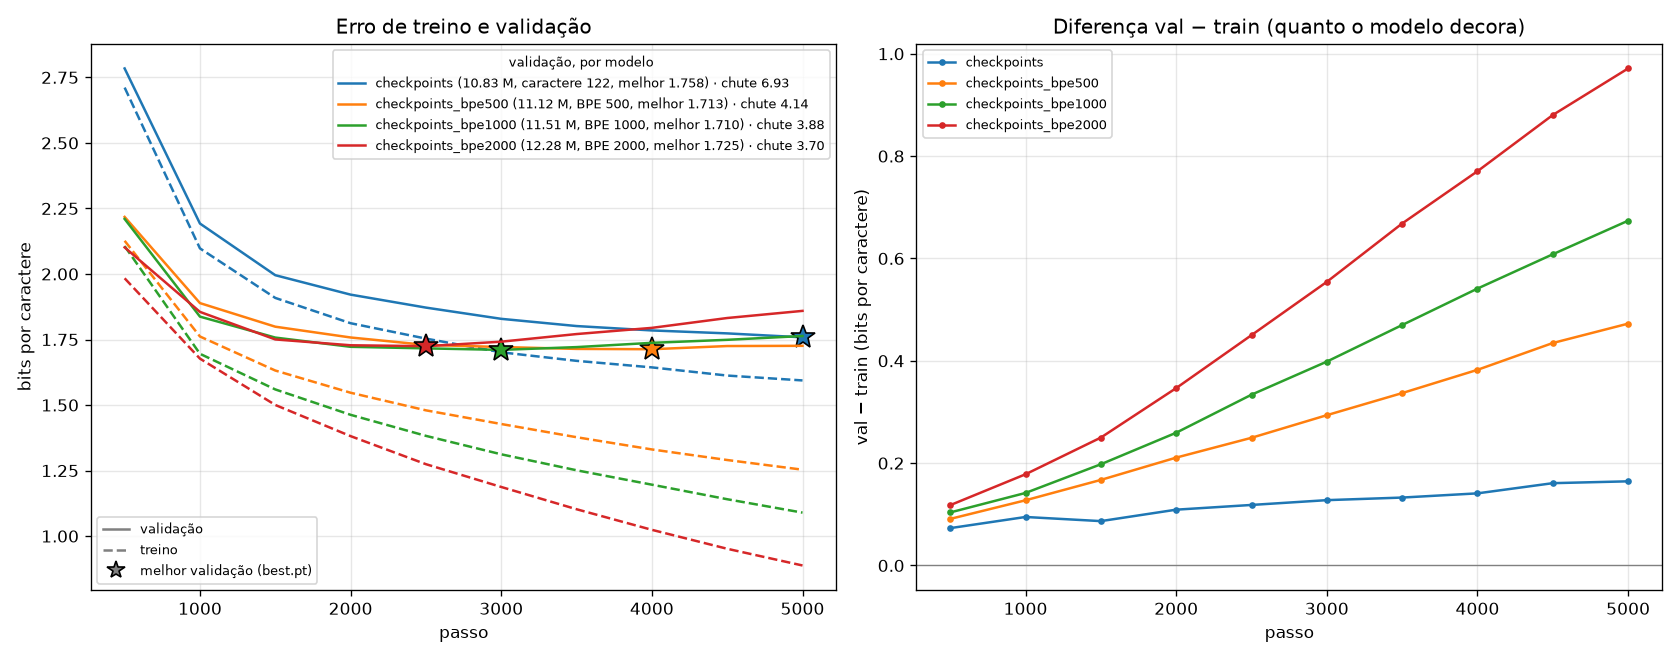 Erro de treino e validação
bits por caractere
2.75
2.50
2.25
2.00
1.75
1.50
1.25
1.00
validação, por modelo
checkpoints (10.83 M, caractere 122, melhor 1.758) · chute 6.93
checkpoints_bpe500 (11.12 M, BPE 500, melhor 1.713) · chute 4.14
checkpoints_bpe1000 (11.51 M, BPE 1000, melhor 1.710) · chute 3.88
checkpoints_bpe2000 (12.28 M, BPE 2000, melhor 1.725) · chute 3.70
validação
treino
melhor validação (best.pt)
1000 2000 3000 4000 5000
passo
Diferença val − train (quanto o modelo decora)
val − train (bits por caractere)
1.0
0.8
0.6
0.4
0.2
0.0
checkpoints
checkpoints_bpe500
checkpoints_bpe1000
checkpoints_bpe2000
1000 2000 3000 4000 5000
passo